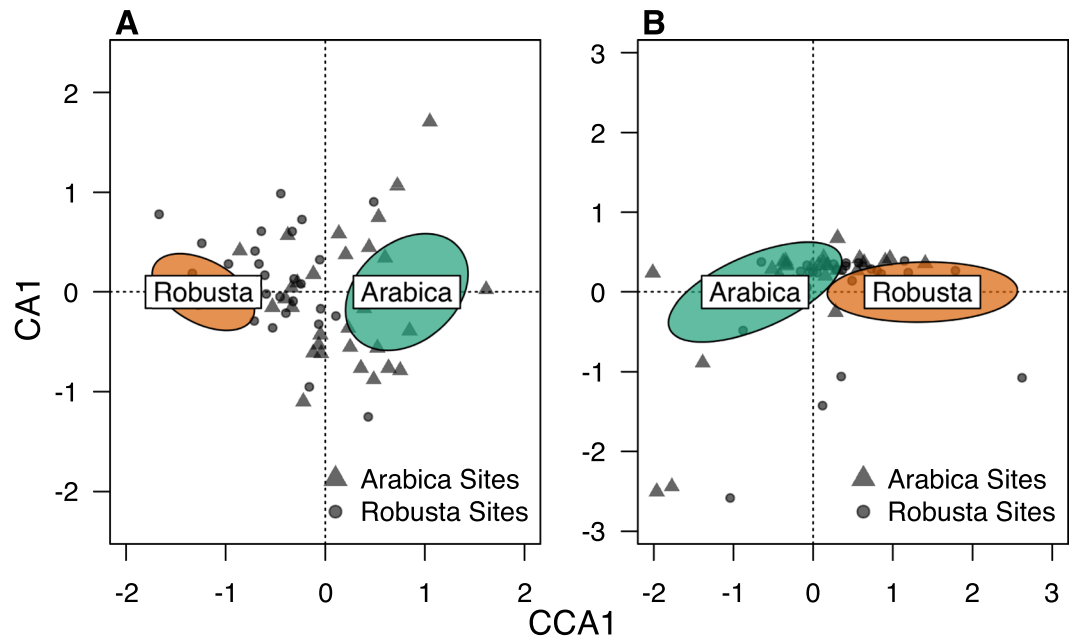 A
B
CA1
2
1
0
-1
-2
Robusta
Arabica
Arabica Sites
Robusta Sites
-2 -1 0 1 2
3
2
1
0
-1
-2
-3
Arabica
Robusta
Arabica Sites
Robusta Sites
-2 -1 0 1 2 3
CCA1